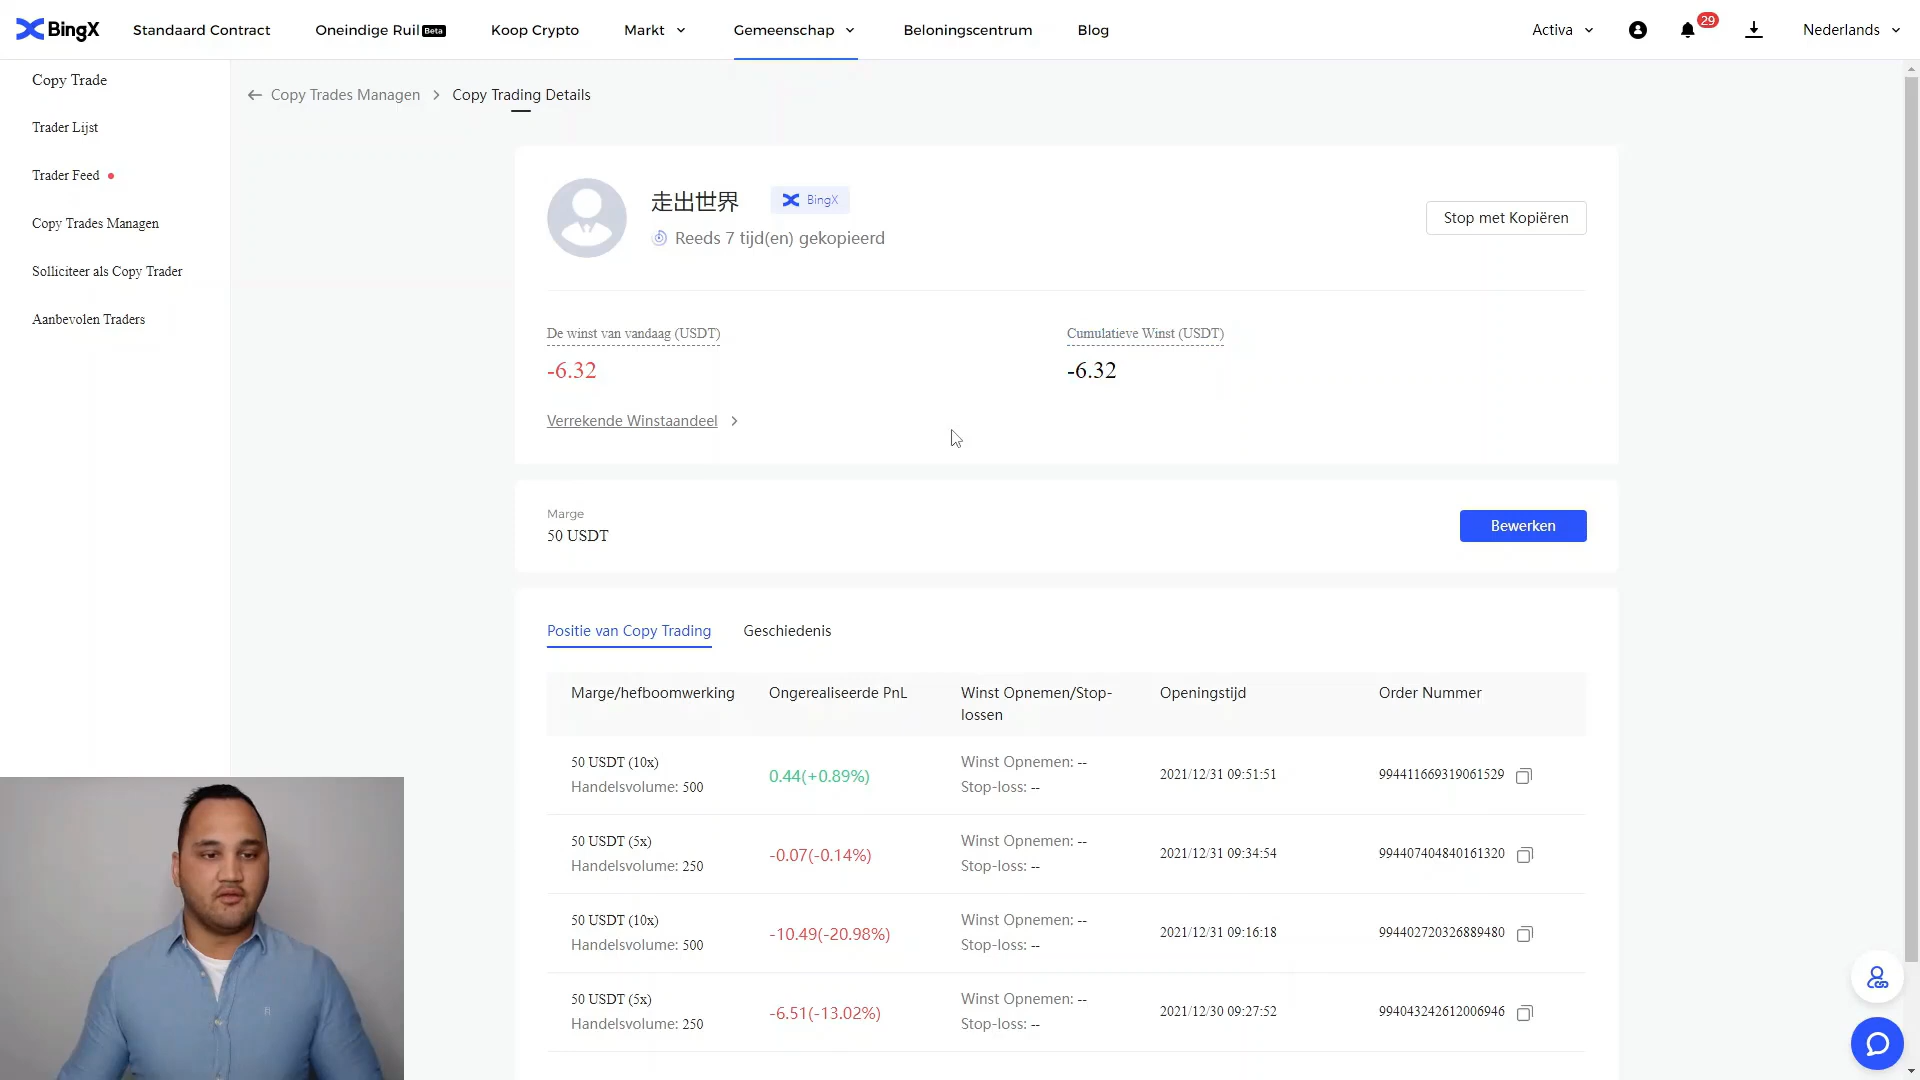 BingX
Standaard Contract
Oneindige Ruil Beta
Koop Crypto
Markt
Gemeenschap
Beloningscentrum
Blog
Activa
29
Nederlands
Copy Trade
Trader Lijst
Trader Feed
Copy Trades Managen
Solliciteer als Copy Trader
Aanbevolen Traders
Copy Trades Managen > Copy Trading Details
走出世界
BingX
Reeds 7 tijd(en) gekopieerd
Stop met Kopiëren
De winst van vandaag (USDT)
-6.32
Cumulatieve Winst (USDT)
-6.32
Verrekende Winstaandeel >
Marge
50 USDT
Bewerken
Positie van Copy Trading
Geschiedenis
Marge/hefboomwerking
Ongerealiseerde PnL
Winst Opnemen/Stop-
lossen
Openingstijd
Order Nummer
50 USDT (10x)
Handelsvolume: 500
0.44(+0.89%)
Winst Opnemen: --
Stop-loss: --
2021/12/31 09:51:51
994411669319061529
50 USDT (5x)
Handelsvolume: 250
-0.07(-0.14%)
Winst Opnemen: --
Stop-loss: --
2021/12/31 09:34:54
994407404840161320
50 USDT (10x)
Handelsvolume: 500
-10.49(-20.98%)
Winst Opnemen: --
Stop-loss: --
2021/12/31 09:16:18
994402720326889480
50 USDT (5x)
Handelsvolume: 250
-6.51(-13.02%)
Winst Opnemen: --
Stop-loss: --
2021/12/30 09:27:52
994043242612006946